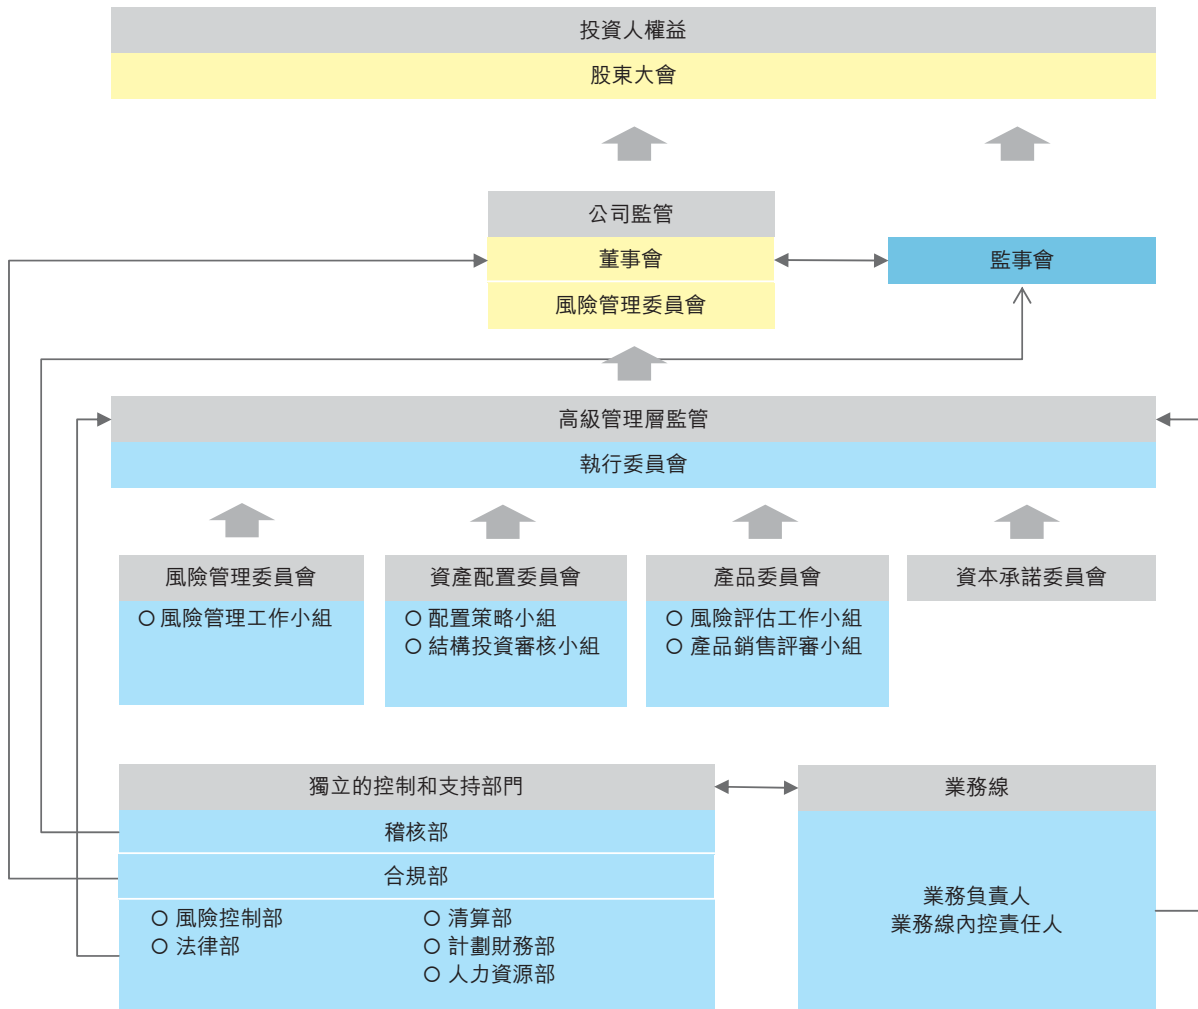 投資人權益
股東大會
公司監管
董事會
監事會
風險管理委員會
高級管理層監管
執行委員會
風險管理委員會
○ 風險管理工作小組
資產配置委員會
○ 配置策略小組
○ 結構投資審核小組
產品委員會
○ 風險評估工作小組
○ 產品銷售評審小組
資本承諾委員會
獨立的控制和支持部門
稽核部
合規部
○ 風險控制部
○ 法律部
○ 清算部
○ 計劃財務部
○ 人力資源部
業務線
業務負責人
業務線內控責任人